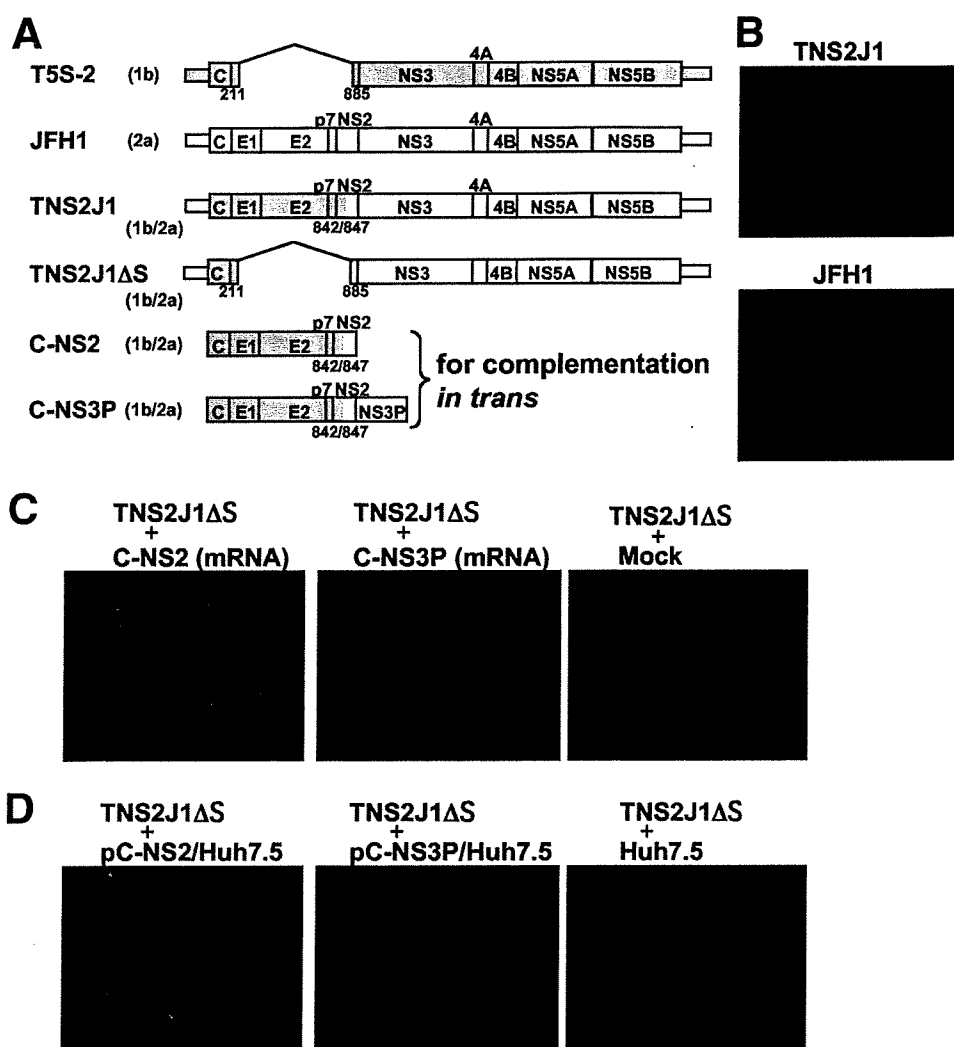 A
T5S-2 (1b) C NS3 4A 4B NS5A NS5B
211 885
JFH1 (2a) C E1 E2 p7 NS2 NS3 4A 4B NS5A NS5B
TNS2J1 (1b/2a) C E1 E2 p7 NS2 NS3 4A 4B NS5A NS5B
842/847
TNS2J1ΔS (1b/2a) C NS3 4B NS5A NS5B
211 885
C-NS2 (1b/2a) C E1 E2 p7 NS2
842/847
C-NS3P (1b/2a) C E1 E2 p7 NS2 NS3P
842/847
for complementation
in trans
B
TNS2J1
JFH1
C
TNS2J1ΔS
+
C-NS2 (mRNA)
TNS2J1ΔS
+
C-NS3P (mRNA)
TNS2J1ΔS
+
Mock
D
TNS2J1ΔS
+
pC-NS2/Huh7.5
TNS2J1ΔS
+
pC-NS3P/Huh7.5
TNS2J1ΔS
+
Huh7.5